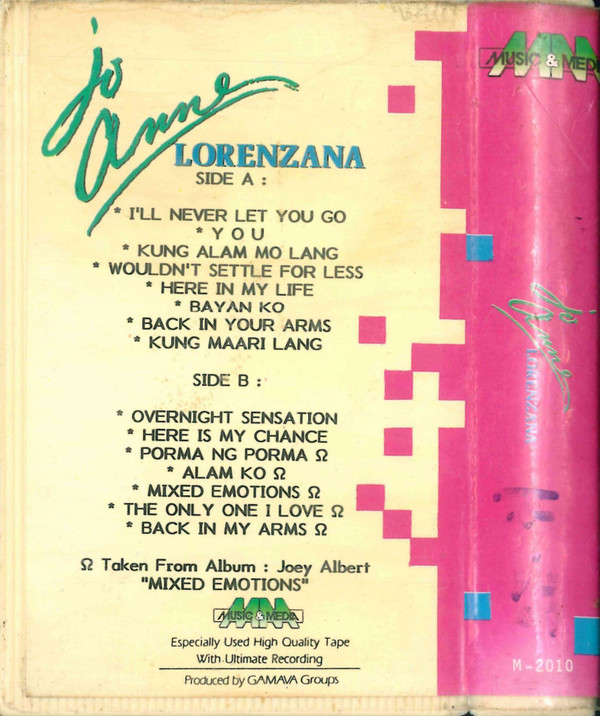 jo
anne
LORENZANA
SIDE A :
* I'LL NEVER LET YOU GO
* Y O U
* KUNG ALAM MO LANG
* WOULDN'T SETTLE FOR LESS
* HERE IN MY LIFE
* BAYAN KO
* BACK IN YOUR ARMS
* KUNG MAARI LANG
SIDE B :
* OVERNIGHT SENSATION
* HERE IS MY CHANCE
* PORMA NG PORMA Ω
* ALAM KO Ω
* MIXED EMOTIONS Ω
* THE ONLY ONE I LOVE Ω
* BACK IN MY ARMS Ω
Ω Taken From Album : Joey Albert
"MIXED EMOTIONS"
MUSIC & MEDIA
Especially Used High Quality Tape
With Ultimate Recording
Produced by GAMAVA Groups
MUSIC & MEDIA
jo
anne
LORENZANA
M-2010